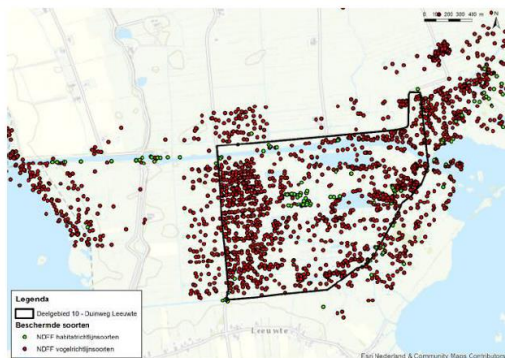 0 100 200 300 400 m
N
Leeuwte
Legenda
Deelgebied 10 - Duinweg Leeuwte
Beschermde soorten
NDFF habitatrichtlijnsoorten
NDFF vogelrichtlijnsoorten
Esri Nederland & Community Maps Contributors